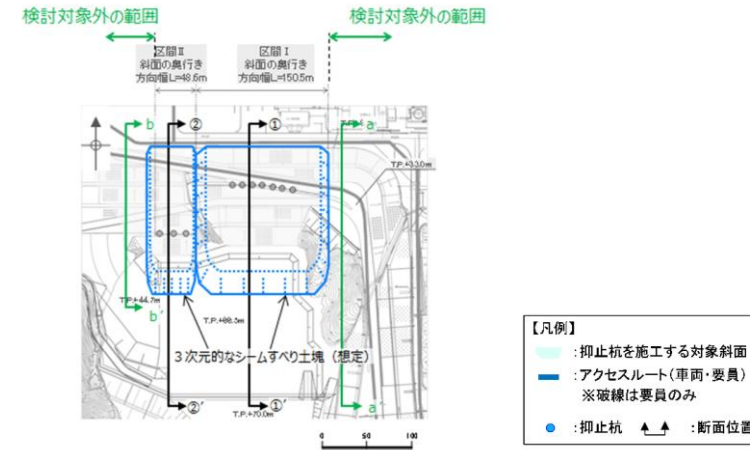 検討対象外の範囲
検討対象外の範囲
区間Ⅱ
斜面の奥行き
方向幅L=48.6m
区間Ⅰ
斜面の奥行き
方向幅L=150.5m
b
②
①
a
T.P.+33.0m
T.P.+44.7m
b´
3次元的なシームすべり土塊(想定)
②´
①´
a´
T.P.+70.0m
0 50 100
【凡例】
:抑止杭を施工する対象斜面
:アクセスルート(車両・要員)
※破線は要員のみ
:抑止杭
:断面位置